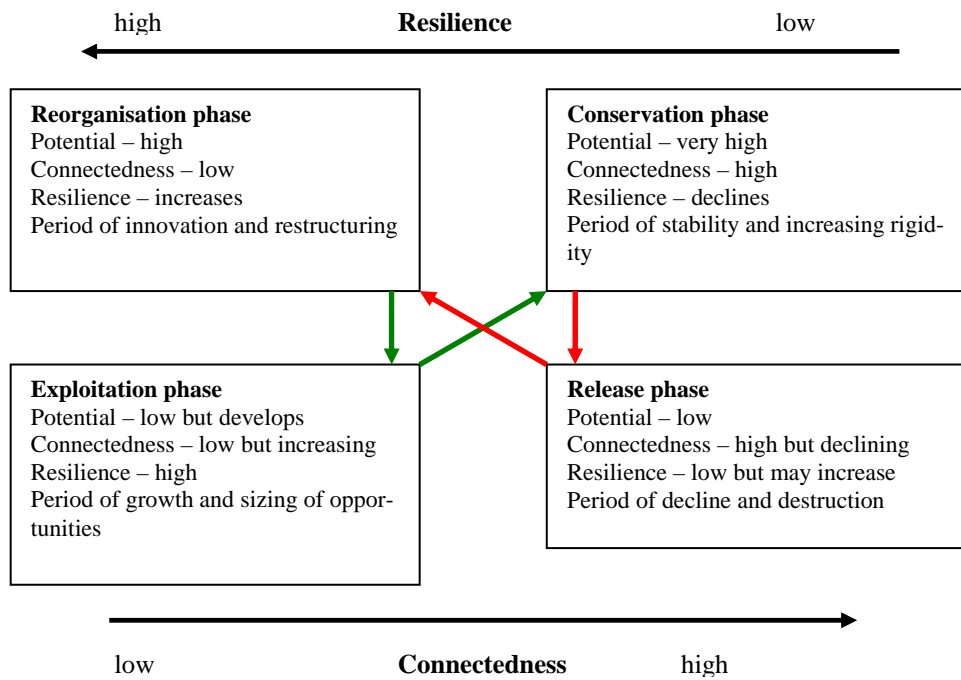 high Resilience low
Reorganisation phase
Potential – high
Connectedness – low
Resilience – increases
Period of innovation and restructuring
Conservation phase
Potential – very high
Connectedness – high
Resilience – declines
Period of stability and increasing rigid-
ity
Exploitation phase
Potential – low but develops
Connectedness – low but increasing
Resilience – high
Period of growth and sizing of oppor-
tunities
Release phase
Potential – low
Connectedness – high but declining
Resilience – low but may increase
Period of decline and destruction
low Connectedness high